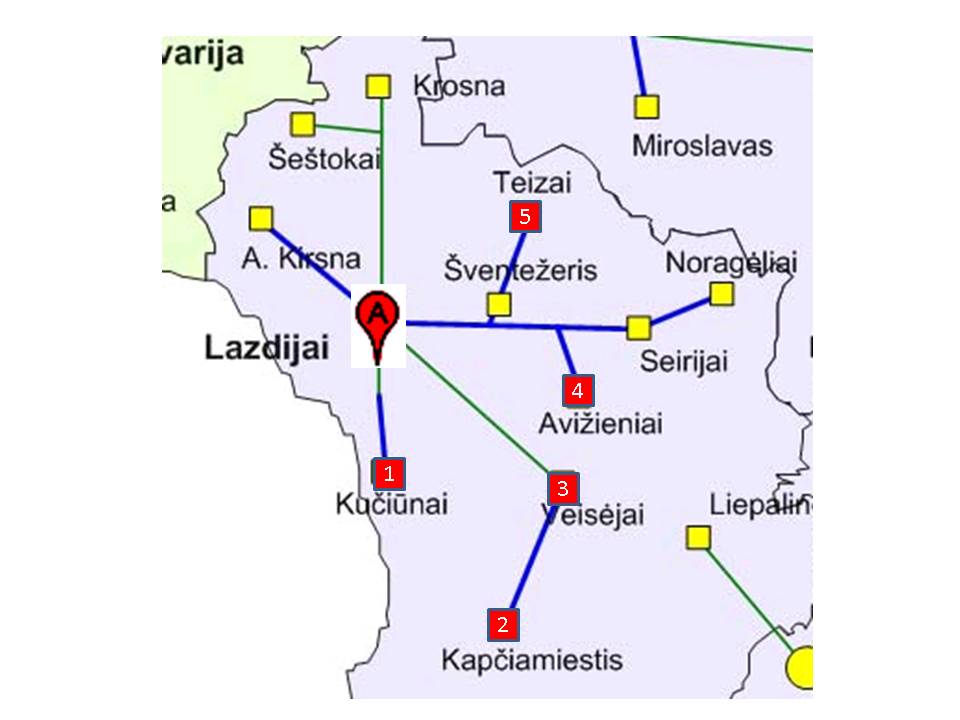 varija
Krosna
Miroslavas
Šeštokai
Teizai
a
5
A. Kirsna
Šventežeris
Noragėliai
A
Lazdijai
Seirijai
4
Avižieniai
1
3
Kučiūnai
Veisėjai
Liepalin
2
Kapčiamiestis